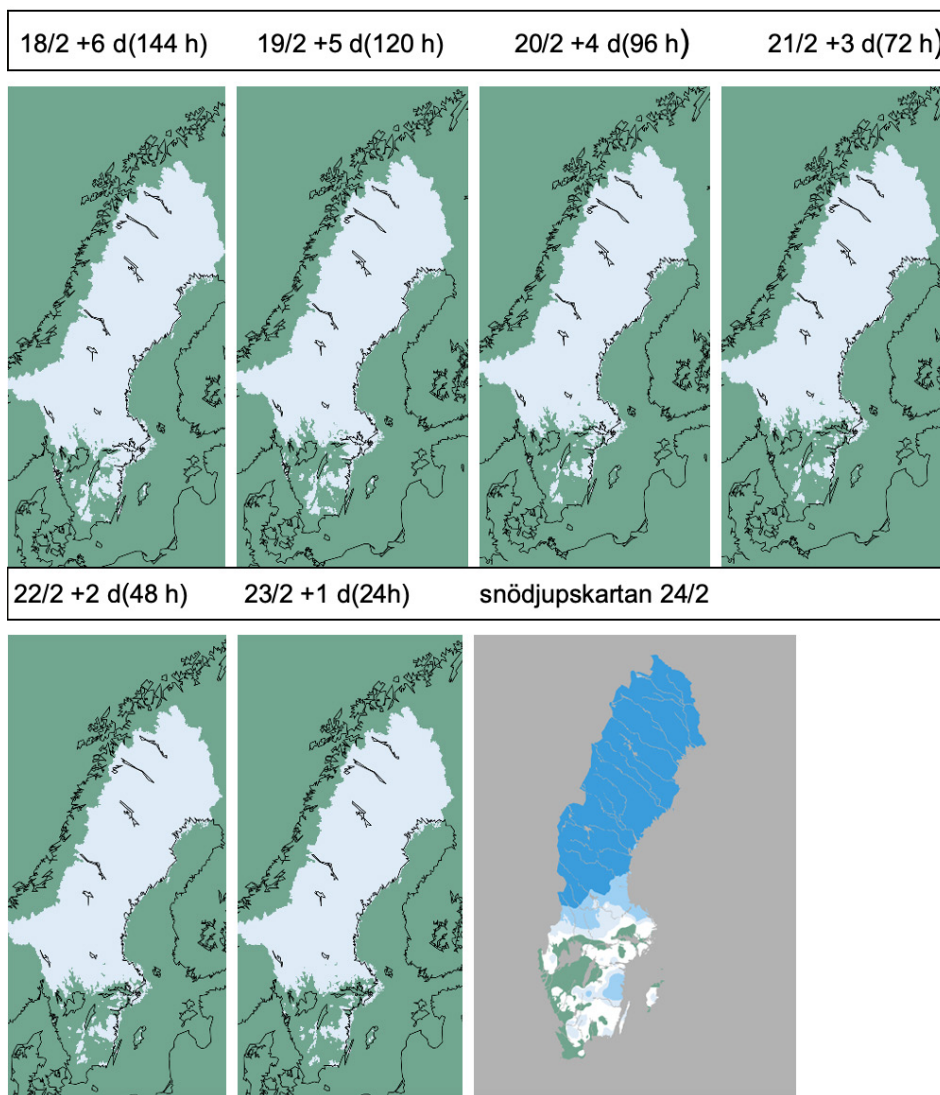 18/2 +6 d(144 h) 19/2 +5 d(120 h) 20/2 +4 d(96 h) 21/2 +3 d(72 h)
22/2 +2 d(48 h) 23/2 +1 d(24h) snödjupskartan 24/2